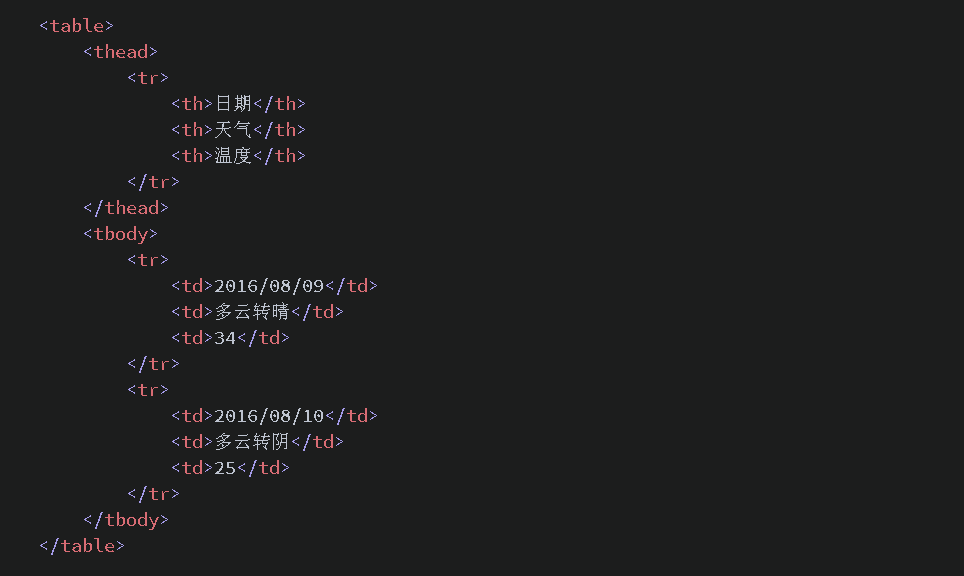 <table>
<thead>
<tr>
<th>日期</th>
<th>天气</th>
<th>温度</th>
</tr>
</thead>
<tbody>
<tr>
<td>2016/08/09</td>
<td>多云转晴</td>
<td>34</td>
</tr>
<tr>
<td>2016/08/10</td>
<td>多云转阴</td>
<td>25</td>
</tr>
</tbody>
</table>